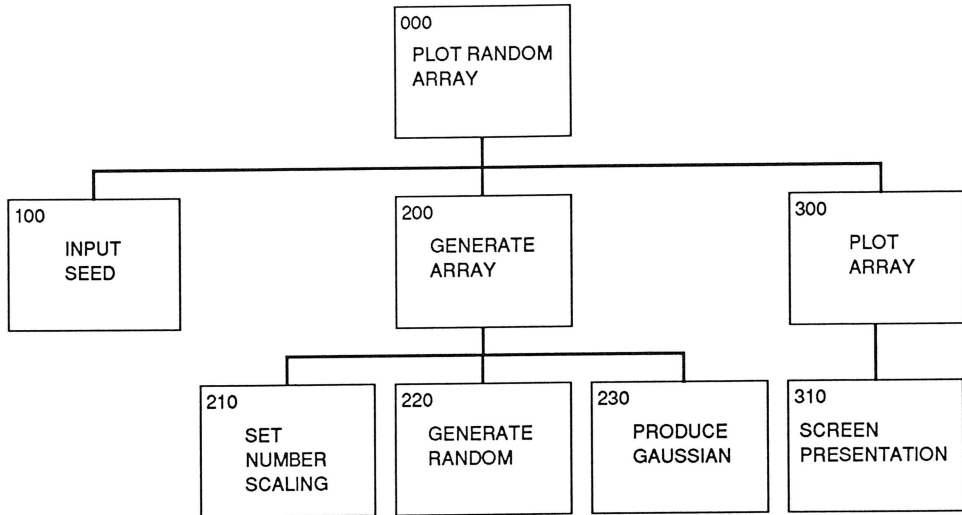 000
PLOT RANDOM
ARRAY
100
INPUT
SEED
200
GENERATE
ARRAY
300
PLOT
ARRAY
210
SET
NUMBER
SCALING
220
GENERATE
RANDOM
230
PRODUCE
GAUSSIAN
310
SCREEN
PRESENTATION